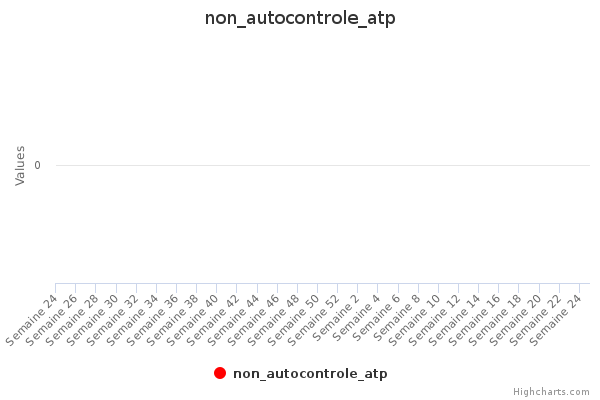 non_autocontrole_atp
Values
0
Semaine 24
Semaine 26
Semaine 28
Semaine 30
Semaine 32
Semaine 34
Semaine 36
Semaine 38
Semaine 40
Semaine 42
Semaine 44
Semaine 46
Semaine 48
Semaine 50
Semaine 52
Semaine 2
Semaine 4
Semaine 6
Semaine 8
Semaine 10
Semaine 12
Semaine 14
Semaine 16
Semaine 18
Semaine 20
Semaine 22
Semaine 24
non_autocontrole_atp
Highcharts.com